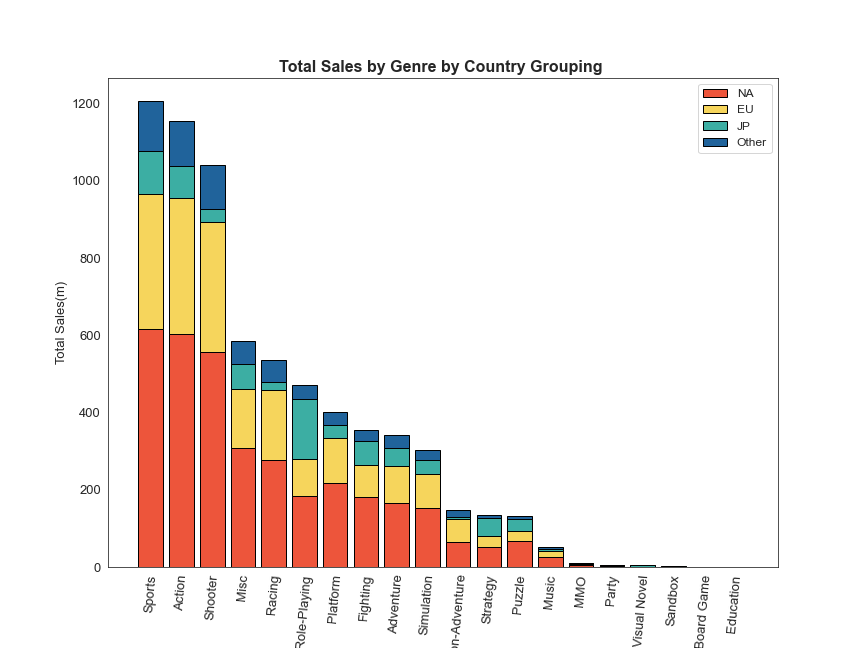 Total Sales by Genre by Country Grouping
NA
EU
JP
Other
Total Sales(m)
1200
1000
800
600
400
200
0
Sports
Action
Shooter
Misc
Racing
Role-Playing
Platform
Fighting
Adventure
Simulation
on-Adventure
Strategy
Puzzle
Music
MMO
Party
Visual Novel
Sandbox
Board Game
Education